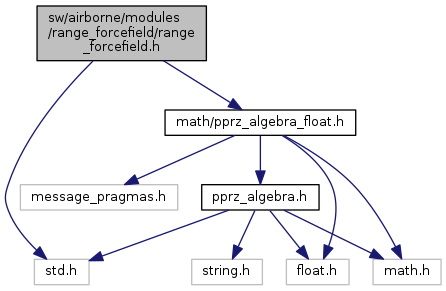 sw/airborne/modules
/range_forcefield/range
_forcefield.h
math/pprz_algebra_float.h
message_pragmas.h
pprz_algebra.h
std.h
string.h
float.h
math.h